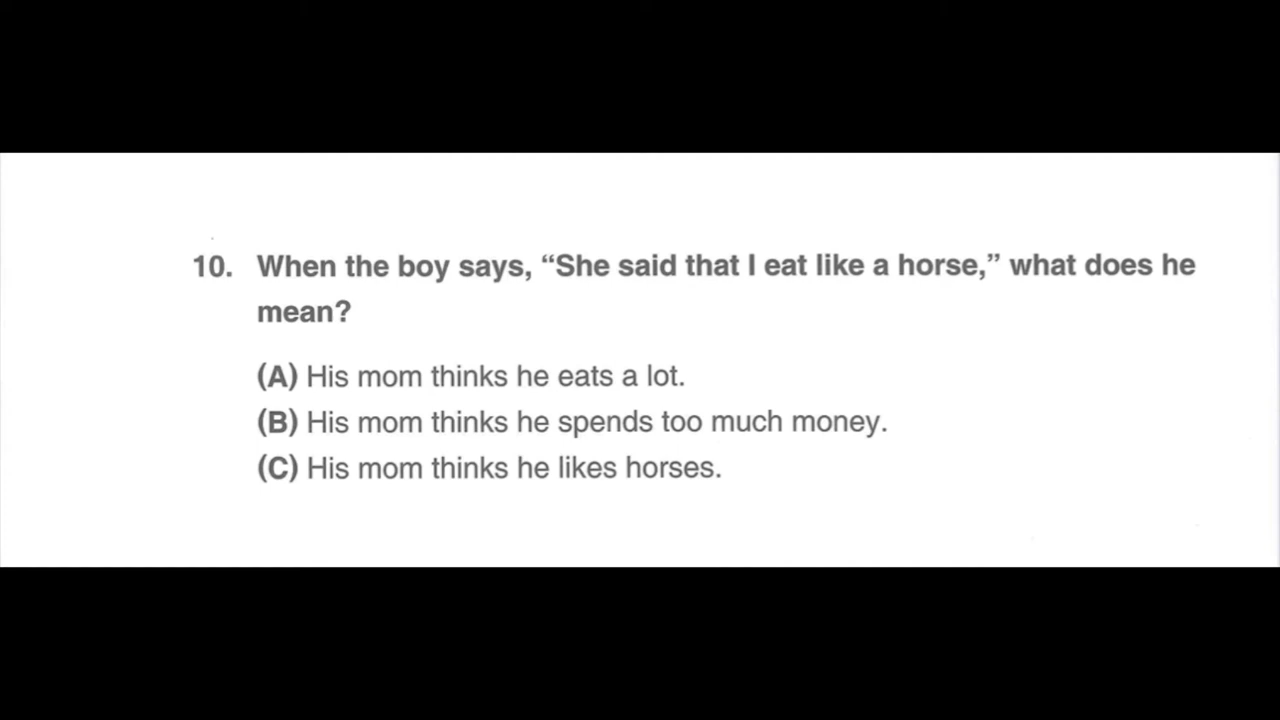 10. When the boy says, “She said that I eat like a horse,” what does he
mean?
(A) His mom thinks he eats a lot.
(B) His mom thinks he spends too much money.
(C) His mom thinks he likes horses.